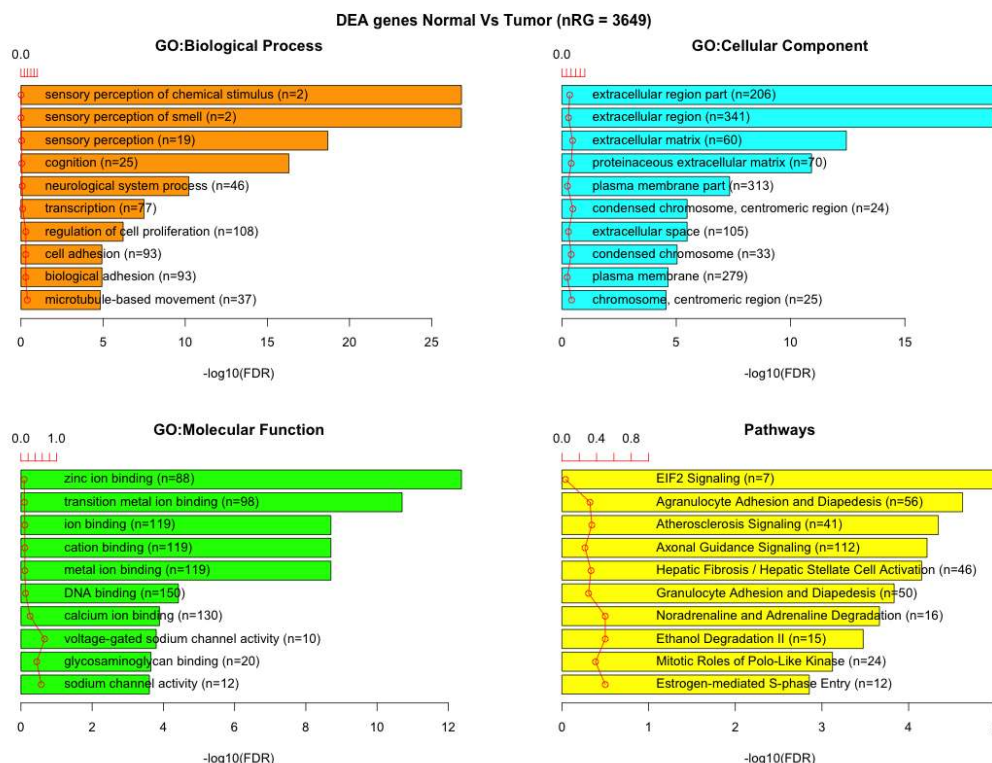 DEA genes Normal Vs Tumor (nRG = 3649)
GO:Biological Process
0.0
sensory perception of chemical stimulus (n=2)
sensory perception of smell (n=2)
sensory perception (n=19)
cognition (n=25)
neurological system process (n=46)
transcription (n=77)
regulation of cell proliferation (n=108)
cell adhesion (n=93)
biological adhesion (n=93)
microtubule-based movement (n=37)
0 5 10 15 20 25
-log10(FDR)
GO:Cellular Component
0.0
extracellular region part (n=206)
extracellular region (n=341)
extracellular matrix (n=60)
proteinaceous extracellular matrix (n=70)
plasma membrane part (n=313)
condensed chromosome, centromeric region (n=24)
extracellular space (n=105)
condensed chromosome (n=33)
plasma membrane (n=279)
chromosome, centromeric region (n=25)
0 5 10 15
-log10(FDR)
GO:Molecular Function
0.0 1.0
zinc ion binding (n=88)
transition metal ion binding (n=98)
ion binding (n=119)
cation binding (n=119)
metal ion binding (n=119)
DNA binding (n=150)
calcium ion binding (n=130)
voltage-gated sodium channel activity (n=10)
glycosaminoglycan binding (n=20)
sodium channel activity (n=12)
0 2 4 6 8 10 12
-log10(FDR)
Pathways
0.0 0.4 0.8
EIF2 Signaling (n=7)
Agranulocyte Adhesion and Diapedesis (n=56)
Atherosclerosis Signaling (n=41)
Axonal Guidance Signaling (n=112)
Hepatic Fibrosis / Hepatic Stellate Cell Activation (n=46)
Granulocyte Adhesion and Diapedesis (n=50)
Noradrenaline and Adrenaline Degradation (n=16)
Ethanol Degradation II (n=15)
Mitotic Roles of Polo-Like Kinase (n=24)
Estrogen-mediated S-phase Entry (n=12)
0 1 2 3 4
-log10(FDR)